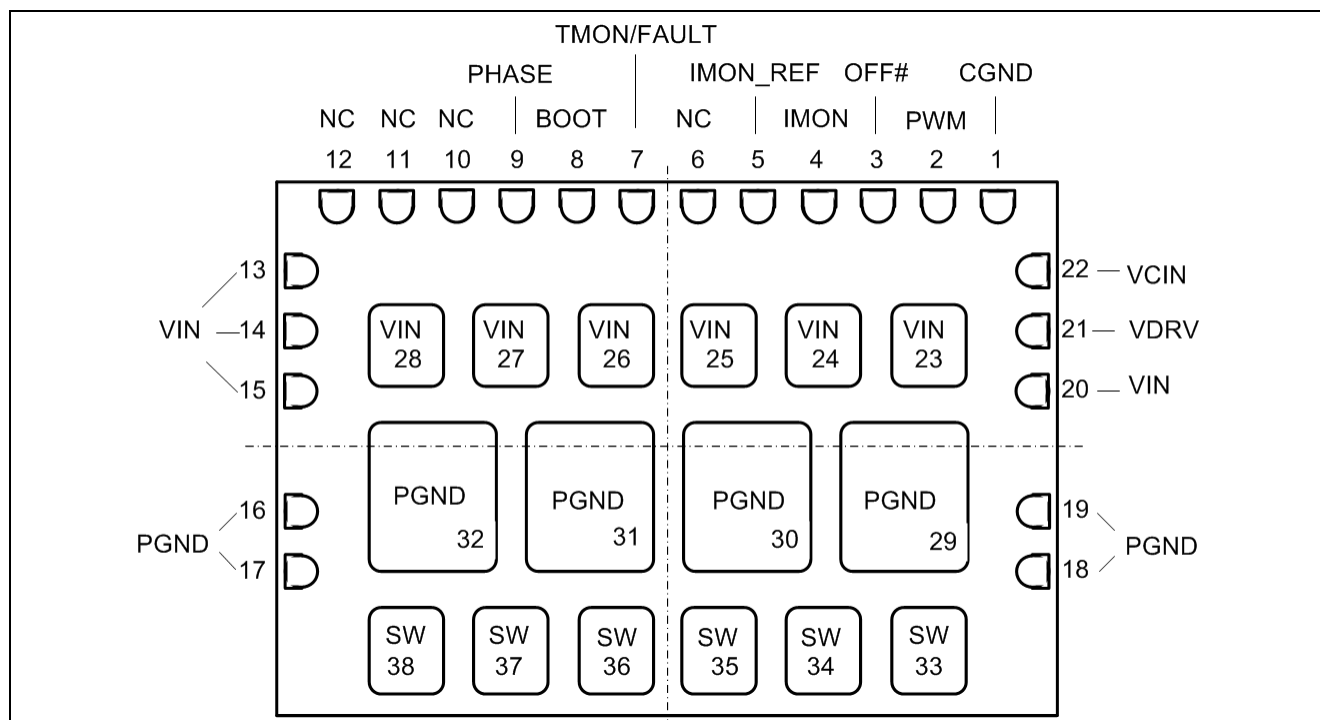 TMON/FAULT
PHASE IMON_REF OFF# CGND
NC NC NC BOOT NC IMON PWM
12 11 10 9 8 7 6 5 4 3 2 1
13 22 VCIN
VIN 14 VIN VIN VIN VIN VIN VIN 21 VDRV
28 27 26 25 24 23
15 20 VIN
PGND PGND PGND PGND
16 19
32 31 30 29
PGND PGND
17 18
SW SW SW SW SW SW
38 37 36 35 34 33